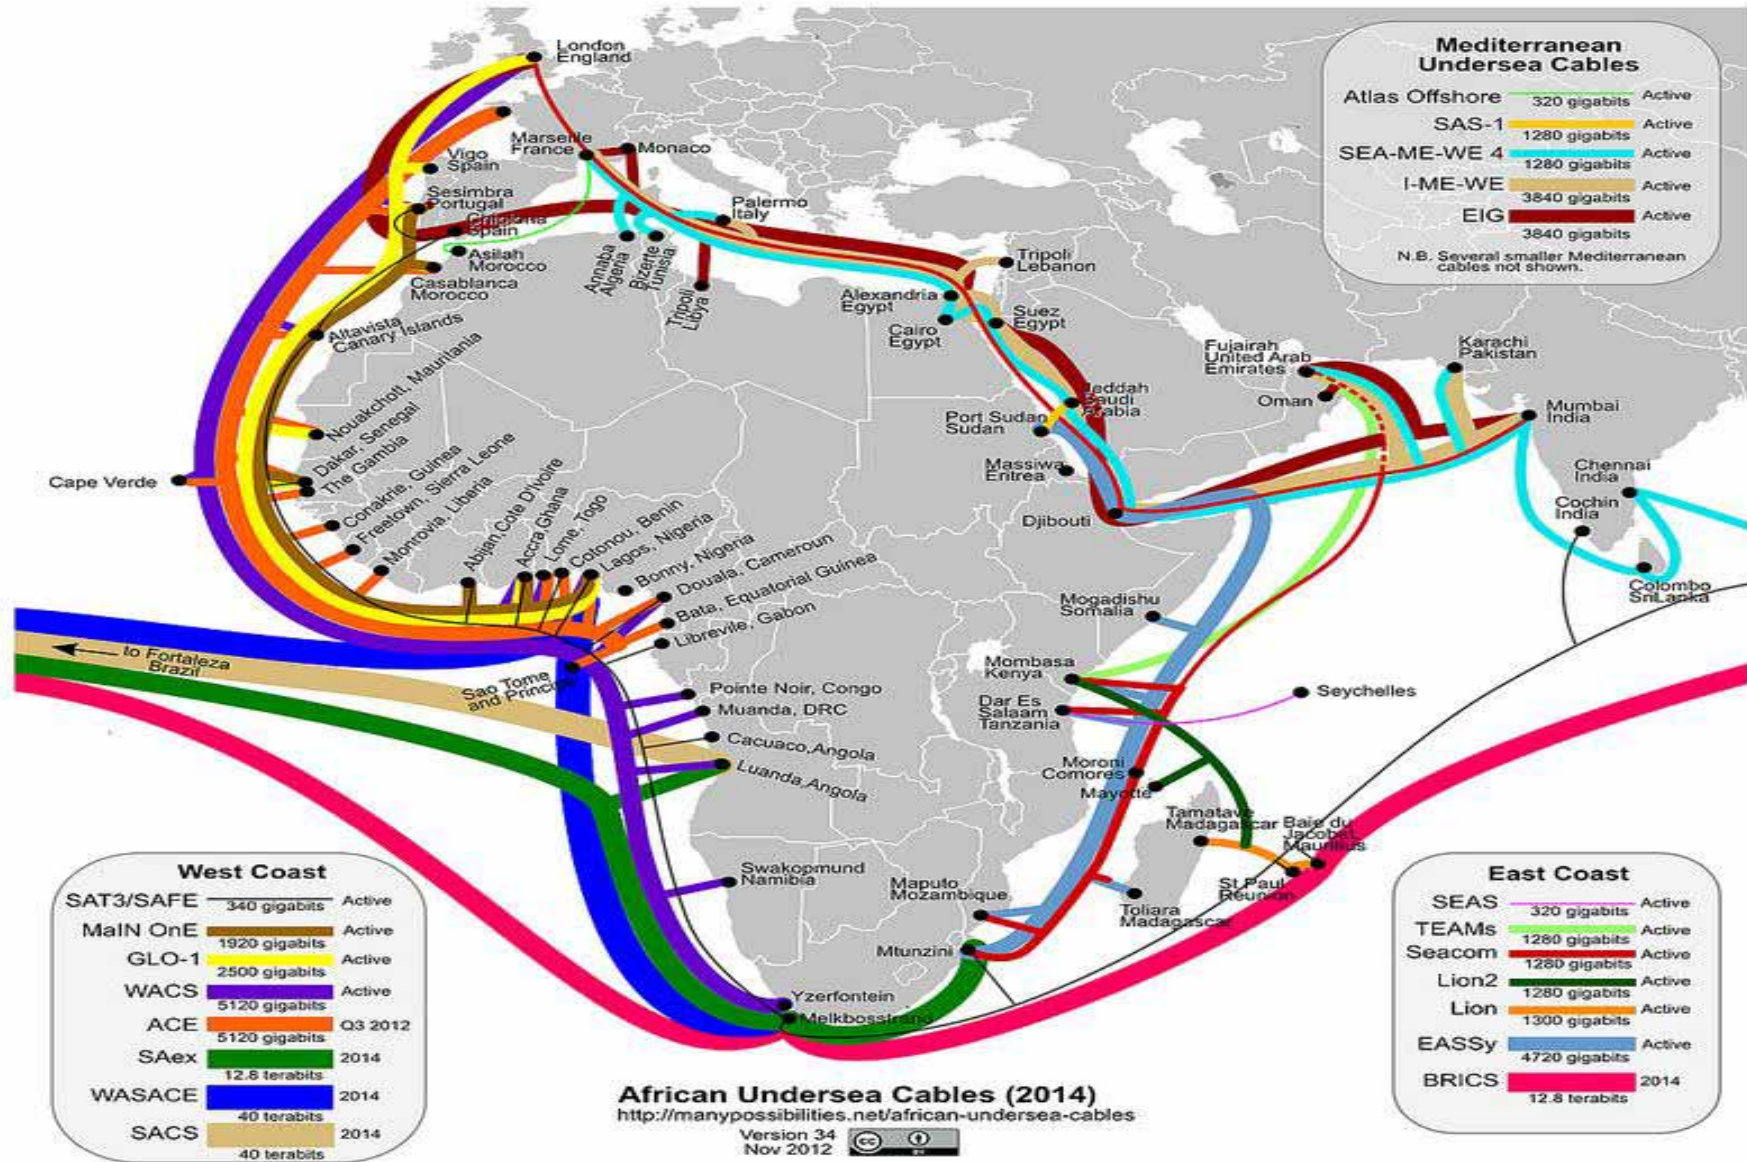 London
England
Vigo
Spain
Sesimbra
Portugal
Chipiona
Spain
Asilah
Morocco
Casablanca
Morocco
Altavista
Canary Islands
Marseille
France
Monaco
Palermo
Italy
Annaba
Algeria
Bizerte
Tunisia
Tripoli
Libya
Tripoli
Lebanon
Alexandria
Egypt
Cairo
Egypt
Suez
Egypt
Jeddah
Saudi
Arabia
Port Sudan
Sudan
Massiwa
Eritrea
Djibouti
Fujairah
United Arab
Emirates
Oman
Karachi
Pakistan
Mumbai
India
Chennai
India
Cochin
India
Colombo
SriLanka
Nouakchott, Mauritania
Dakar, Senegal
The Gambia
Conakrie, Guinea
Freetown, Sierra Leone
Monrovia, Liberia
Abijan,Cote D'Ivoire
Accra,Ghana
Lome, Togo
Cotonou, Benin
Lagos, Nigeria
Bonny, Nigeria
Douala, Cameroun
Bata, Equatorial Guinea
Librevile, Gabon
Cape Verde
to Fortaleza
Brazil
Sao Tome
and Principe
Pointe Noir, Congo
Muanda, DRC
Cacuaco,Angola
Luanda,Angola
Swakopmund
Namibia
Yzerfontein
Melkbosstrand
Mtunzini
Maputo
Mozambique
Toliara
Madagascar
Mogadishu
Somalia
Mombasa
Kenya
Dar Es
Salaam
Tanzania
Seychelles
Moroni
Comores
Mayotte
Tamatave
Madagascar
Baie du
Jacobet,
Mauritius
St Paul
Reunion
Mediterranean
Undersea Cables
Atlas Offshore 320 gigabits Active
SAS-1 1280 gigabits Active
SEA-ME-WE 4 1280 gigabits Active
I-ME-WE 3840 gigabits Active
EIG 3840 gigabits Active
N.B. Several smaller Mediterranean
cables not shown.
West Coast
SAT3/SAFE 340 gigabits Active
MaIN OnE 1920 gigabits Active
GLO-1 2500 gigabits Active
WACS 5120 gigabits Active
ACE 5120 gigabits Q3 2012
SAex 12.8 terabits 2014
WASACE 40 terabits 2014
SACS 40 terabits 2014
East Coast
SEAS 320 gigabits Active
TEAMs 1280 gigabits Active
Seacom 1280 gigabits Active
Lion2 1280 gigabits Active
Lion 1300 gigabits Active
EASSy 4720 gigabits Active
BRICS 12.8 terabits 2014
African Undersea Cables (2014)
http://manypossibilities.net/african-undersea-cables
Version 34
Nov 2012
cc